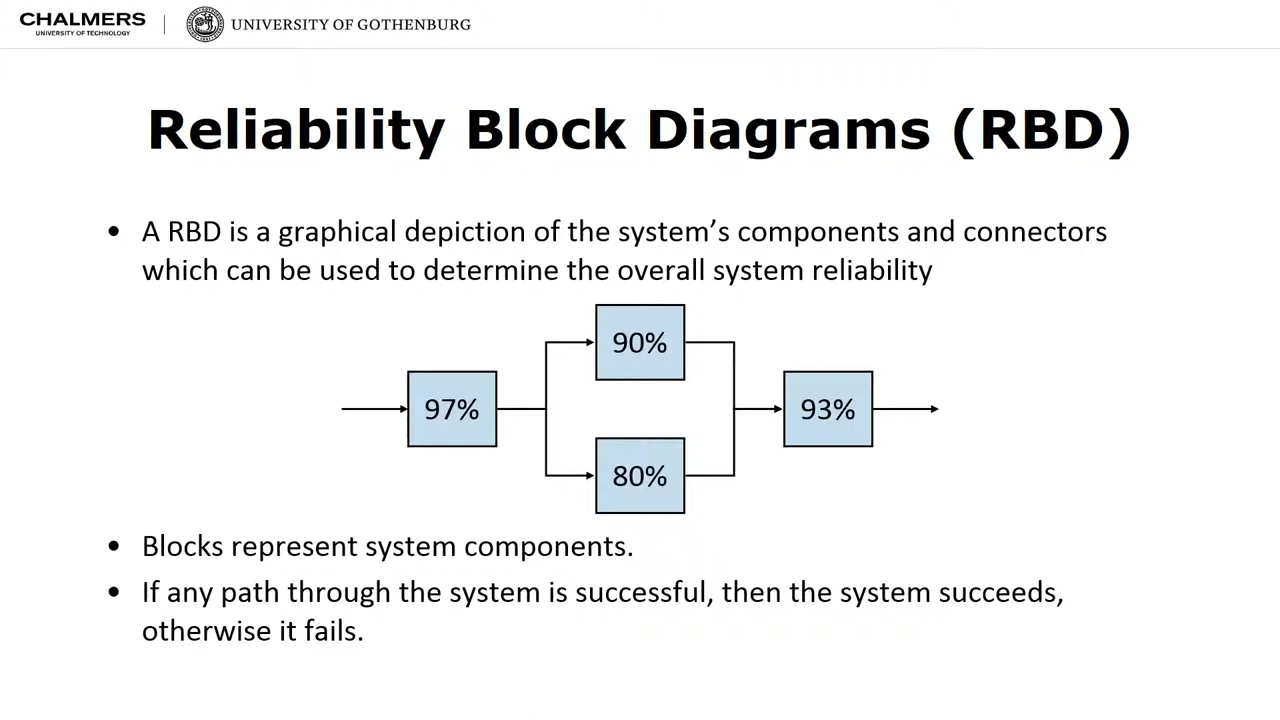 CHALMERS
UNIVERSITY OF TECHNOLOGY
UNIVERSITY OF GOTHENBURG
Reliability Block Diagrams (RBD)
• A RBD is a graphical depiction of the system’s components and connectors
which can be used to determine the overall system reliability
90%
97%
93%
80%
• Blocks represent system components.
• If any path through the system is successful, then the system succeeds,
otherwise it fails.